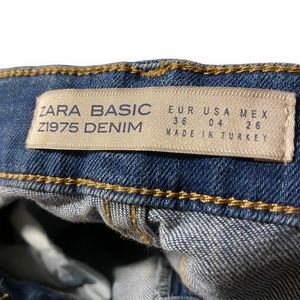 ZARA BASIC
Z1975 DENIM
EUR USA MEX
36 04 26
MADE IN TURKEY